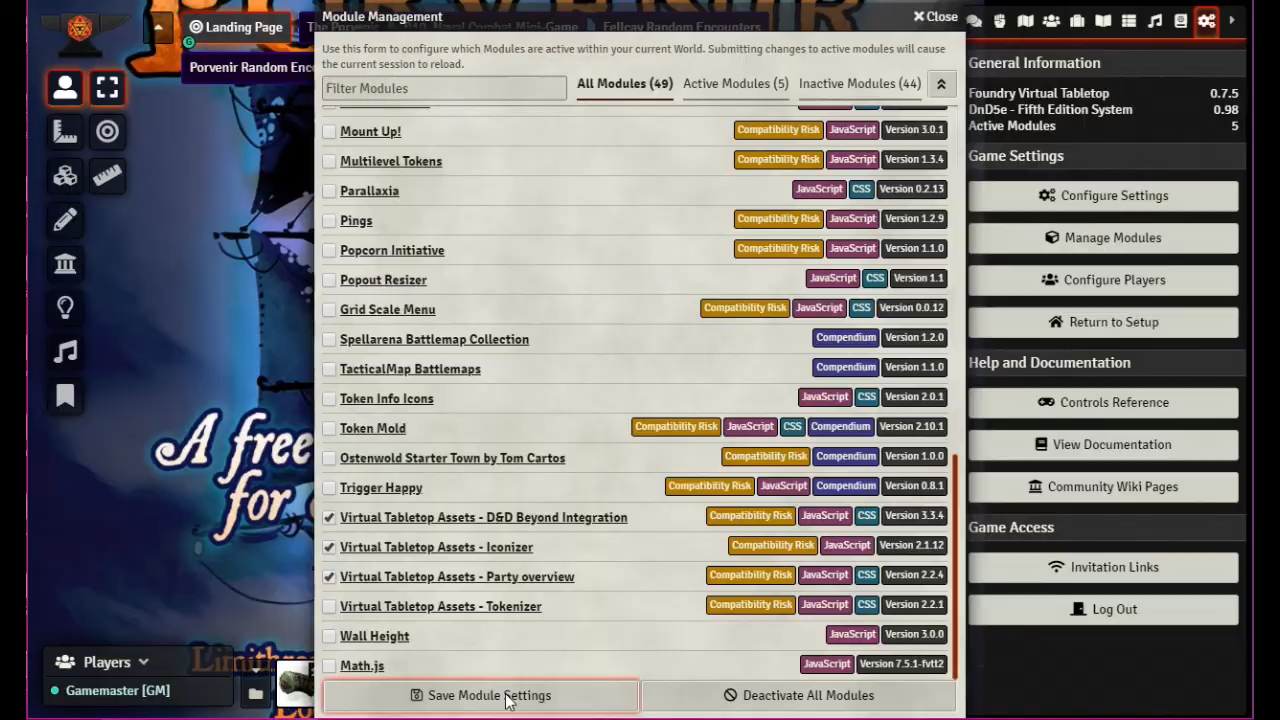 Landing Page
Porvenir Random Enc
A free
for
Module Management
Close
Use this form to configure which Modules are active within your current World. Submitting changes to active modules will cause
the current session to reload.
Filter Modules
All Modules (49)
Active Modules (5)
Inactive Modules (44)
Mount Up! Compatibility Risk JavaScript Version 3.0.1
Multilevel Tokens Compatibility Risk JavaScript Version 1.3.4
Parallaxia JavaScript CSS Version 0.2.13
Pings Compatibility Risk JavaScript Version 1.2.9
Popcorn Initiative Compatibility Risk JavaScript Version 1.1.0
Popout Resizer JavaScript CSS Version 1.1
Grid Scale Menu Compatibility Risk JavaScript CSS Version 0.0.12
Spellarena Battlemap Collection Compendium Version 1.2.0
TacticalMap Battlemaps Compendium Version 1.1.0
Token Info Icons JavaScript CSS Version 2.0.1
Token Mold Compatibility Risk JavaScript CSS Compendium Version 2.10.1
Ostenwold Starter Town by Tom Cartos Compatibility Risk Compendium Version 1.0.0
Trigger Happy Compatibility Risk JavaScript Compendium Version 0.8.1
Virtual Tabletop Assets - D&D Beyond Integration Compatibility Risk JavaScript CSS Version 3.3.4
Virtual Tabletop Assets - Iconizer Compatibility Risk JavaScript Version 2.1.12
Virtual Tabletop Assets - Party overview Compatibility Risk JavaScript CSS Version 2.2.4
Virtual Tabletop Assets - Tokenizer Compatibility Risk JavaScript CSS Version 2.2.1
Wall Height JavaScript Version 3.0.0
Math.js JavaScript Version 7.5.1-fvtt2
Save Module Settings
Deactivate All Modules
Players
Gamemaster [GM]
General Information
Foundry Virtual Tabletop 0.7.5
DnD5e - Fifth Edition System 0.98
Active Modules 5
Game Settings
Configure Settings
Manage Modules
Configure Players
Return to Setup
Help and Documentation
Controls Reference
View Documentation
Community Wiki Pages
Game Access
Invitation Links
Log Out